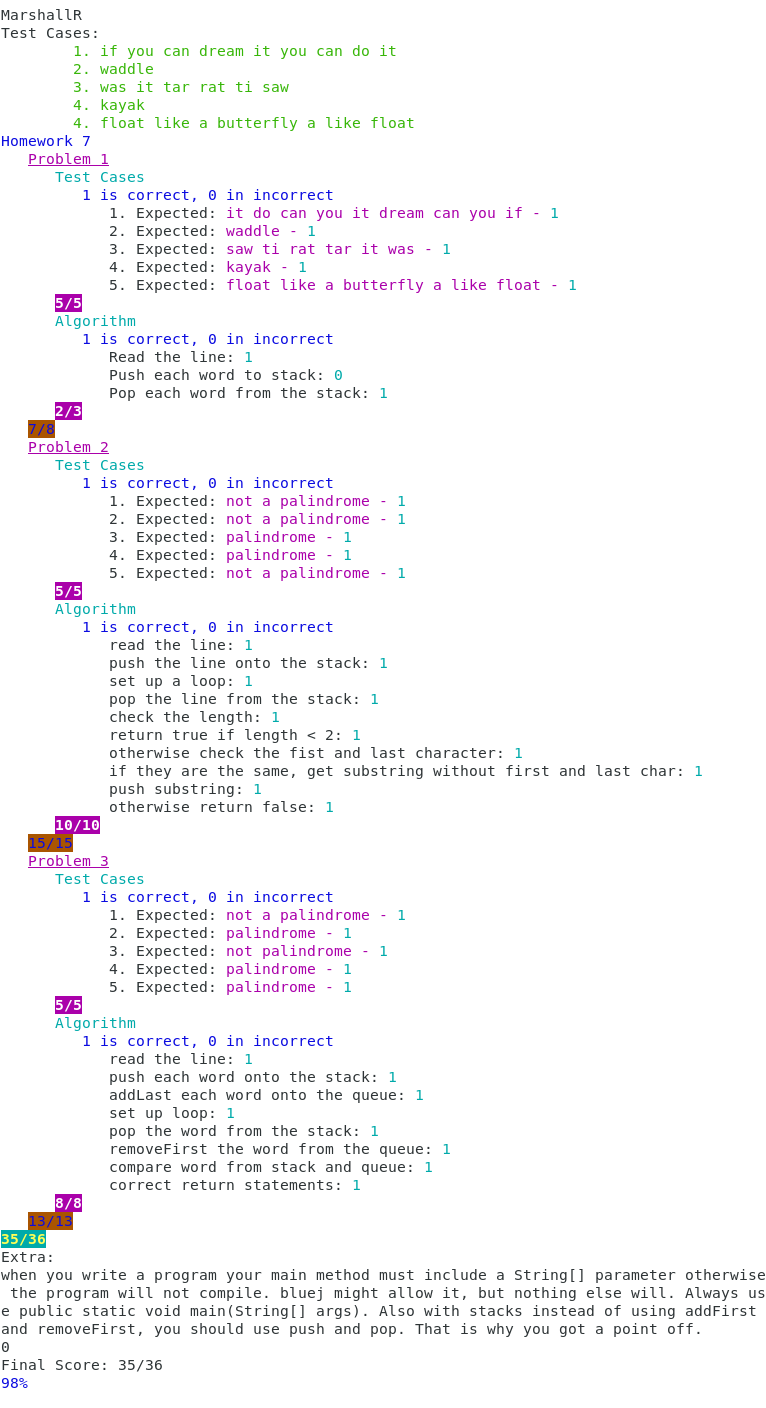 MarshallR
Test Cases:
1. if you can dream it you can do it
2. waddle
3. was it tar rat ti saw
4. kayak
4. float like a butterfly a like float
Homework 7
Problem 1
Test Cases
1 is correct, 0 in incorrect
1. Expected: it do can you it dream can you if - 1
2. Expected: waddle - 1
3. Expected: saw ti rat tar it was - 1
4. Expected: kayak - 1
5. Expected: float like a butterfly a like float - 1
5/5
Algorithm
1 is correct, 0 in incorrect
Read the line: 1
Push each word to stack: 0
Pop each word from the stack: 1
2/3
7/8
Problem 2
Test Cases
1 is correct, 0 in incorrect
1. Expected: not a palindrome - 1
2. Expected: not a palindrome - 1
3. Expected: palindrome - 1
4. Expected: palindrome - 1
5. Expected: not a palindrome - 1
5/5
Algorithm
1 is correct, 0 in incorrect
read the line: 1
push the line onto the stack: 1
set up a loop: 1
pop the line from the stack: 1
check the length: 1
return true if length < 2: 1
otherwise check the fist and last character: 1
if they are the same, get substring without first and last char: 1
push substring: 1
otherwise return false: 1
10/10
15/15
Problem 3
Test Cases
1 is correct, 0 in incorrect
1. Expected: not a palindrome - 1
2. Expected: palindrome - 1
3. Expected: not palindrome - 1
4. Expected: palindrome - 1
5. Expected: palindrome - 1
5/5
Algorithm
1 is correct, 0 in incorrect
read the line: 1
push each word onto the stack: 1
addLast each word onto the queue: 1
set up loop: 1
pop the word from the stack: 1
removeFirst the word from the queue: 1
compare word from stack and queue: 1
correct return statements: 1
8/8
13/13
35/36
Extra:
when you write a program your main method must include a String[] parameter otherwise
the program will not compile. bluej might allow it, but nothing else will. Always us
e public static void main(String[] args). Also with stacks instead of using addFirst
and removeFirst, you should use push and pop. That is why you got a point off.
0
Final Score: 35/36
98%